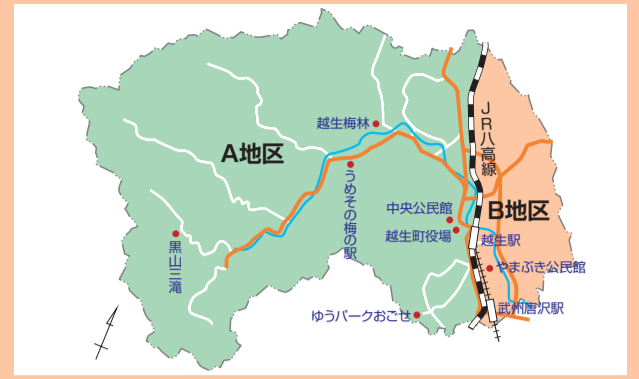 越生梅林
JR八高線
A地区
うめその梅の駅
中央公民館
B地区
越生町役場
越生駅
黒山三滝
やまぶき公民館
ゆうパークおごせ
武州唐沢駅